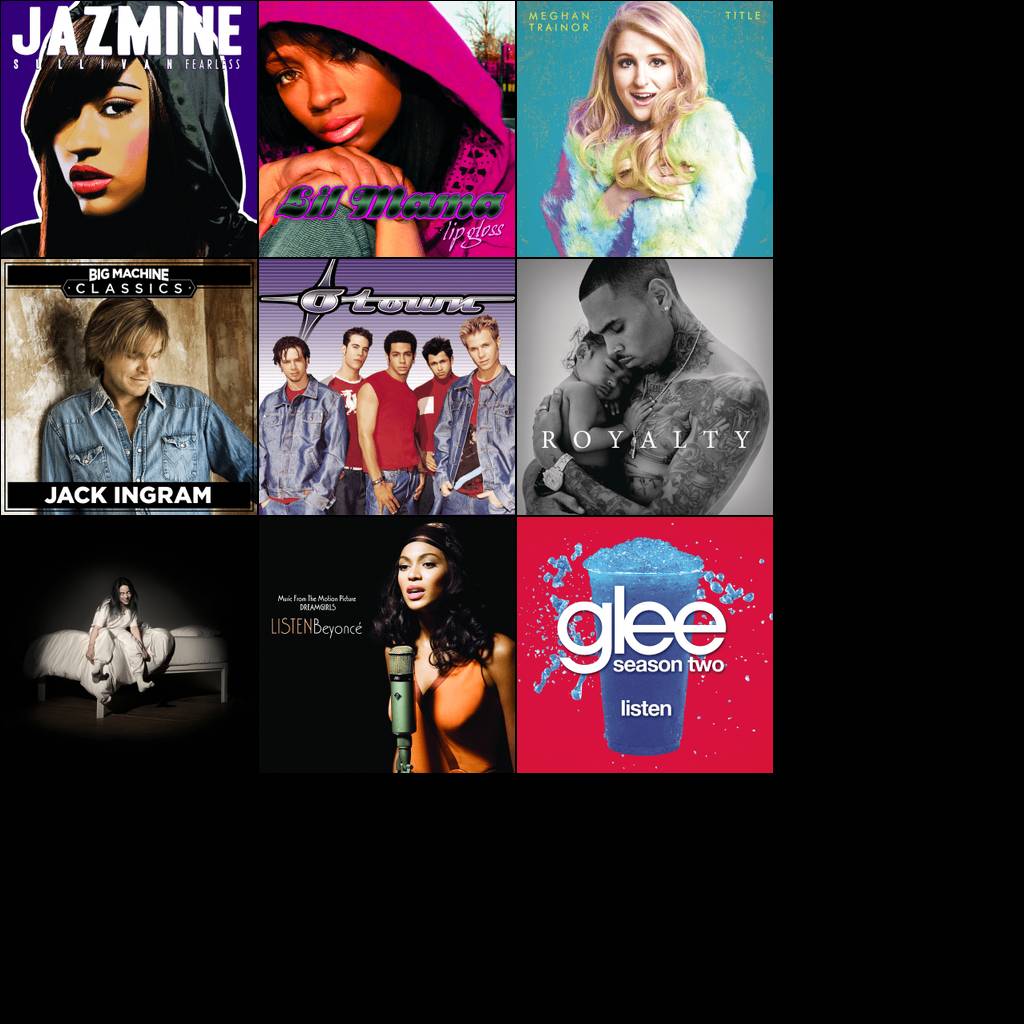 JAZMINE
SULLIVAN FEARLESS
Lil Mama
lip gloss
MEGHAN
TRAINOR
TITLE
BIG MACHINE
CLASSICS
JACK INGRAM
O town
ROYALTY
Music From The Motion Picture
DREAMGIRLS
LISTEN Beyoncé
glee
season two
listen